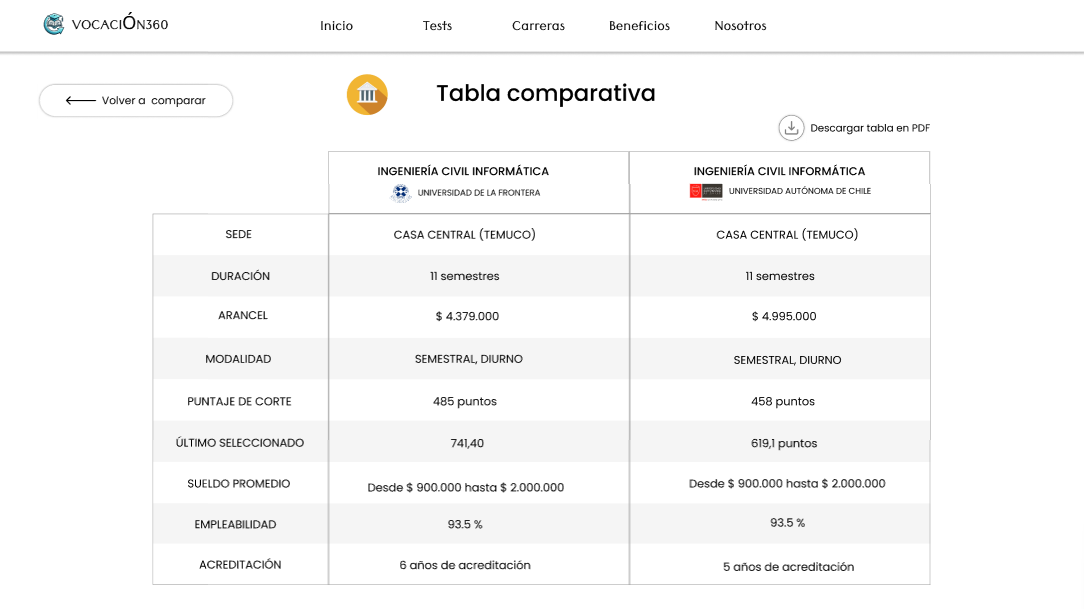 VOCACIÓN360
Inicio
Tests
Carreras
Beneficios
Nosotros
Volver a comparar
Tabla comparativa
Descargar tabla en PDF
INGENIERÍA CIVIL INFORMÁTICA
UNIVERSIDAD DE LA FRONTERA
INGENIERÍA CIVIL INFORMÁTICA
UNIVERSIDAD AUTÓNOMA DE CHILE
SEDE
CASA CENTRAL (TEMUCO)
CASA CENTRAL (TEMUCO)
DURACIÓN
11 semestres
11 semestres
ARANCEL
$ 4.379.000
$ 4.995.000
MODALIDAD
SEMESTRAL, DIURNO
SEMESTRAL, DIURNO
PUNTAJE DE CORTE
485 puntos
458 puntos
ÚLTIMO SELECCIONADO
741,40
619,1 puntos
SUELDO PROMEDIO
Desde $ 900.000 hasta $ 2.000.000
Desde $ 900.000 hasta $ 2.000.000
EMPLEABILIDAD
93.5 %
93.5 %
ACREDITACIÓN
6 años de acreditación
5 años de acreditación